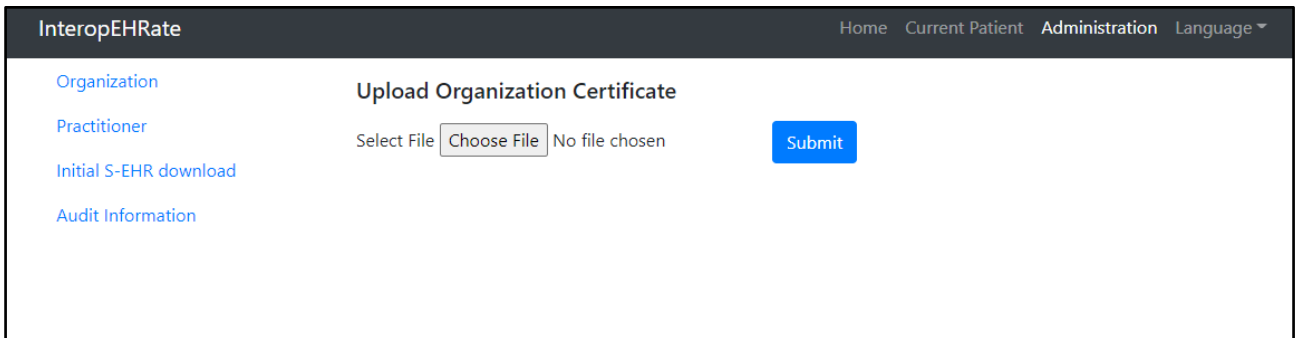 InteropEHRate Home Current Patient Administration Language
Organization
Upload Organization Certificate
Practitioner
Select File Choose File No file chosen Submit
Initial S-EHR download
Audit Information